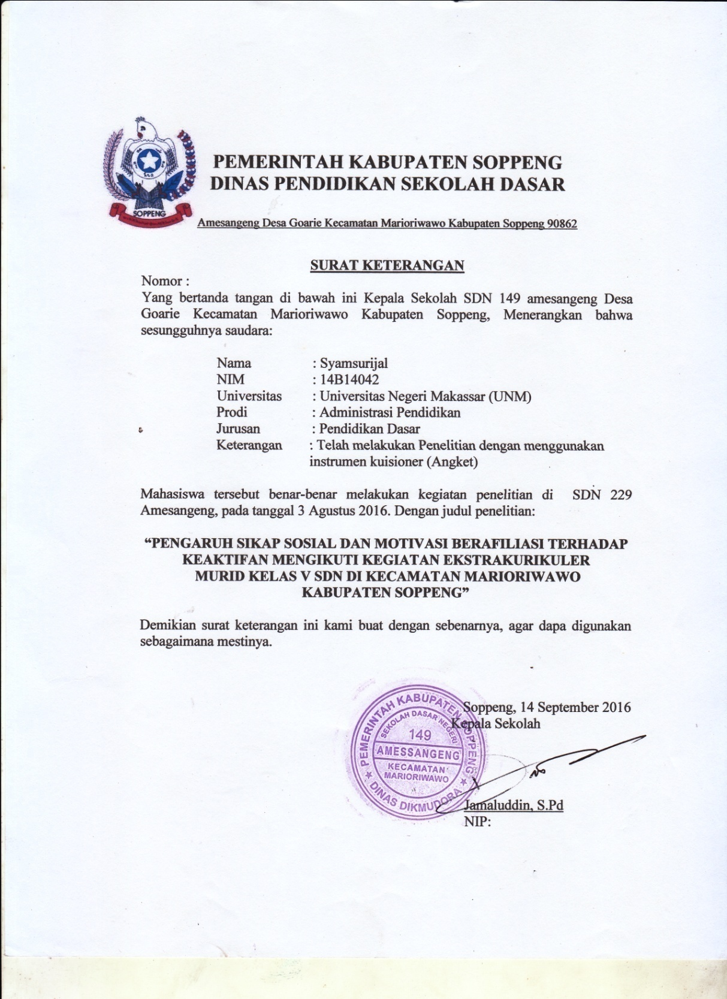 SOPPENG
PEMERINTAH KABUPATEN SOPPENG
DINAS PENDIDIKAN SEKOLAH DASAR
Amesangeng Desa Goarie Kecamatan Marioriwawo Kabupaten Soppeng 90862
SURAT KETERANGAN
Nomor :
Yang bertanda tangan di bawah ini Kepala Sekolah SDN 149 amesangeng Desa
Goarie Kecamatan Marioriwawo Kabupaten Soppeng, Menerangkan bahwa
sesungguhnya saudara:
Nama : Syamsurijal
NIM : 14B14042
Universitas : Universitas Negeri Makassar (UNM)
Prodi : Administrasi Pendidikan
Jurusan : Pendidikan Dasar
Keterangan : Telah melakukan Penelitian dengan menggunakan
instrumen kuisioner (Angket)
Mahasiswa tersebut benar-benar melakukan kegiatan penelitian di SDN 229
Amesangeng, pada tanggal 3 Agustus 2016. Dengan judul penelitian:
“PENGARUH SIKAP SOSIAL DAN MOTIVASI BERAFILIASI TERHADAP
KEAKTIFAN MENGIKUTI KEGIATAN EKSTRAKURIKULER
MURID KELAS V SDN DI KECAMATAN MARIORIWAWO
KABUPATEN SOPPENG”
Demikian surat keterangan ini kami buat dengan sebenarnya, agar dapa digunakan
sebagaimana mestinya.
Soppeng, 14 September 2016
Kepala Sekolah
PEMERINTAH KABUPATEN SOPPENG
SEKOLAH DASAR NEGERI
149
AMESSANGENG
KECAMATAN
MARIORIWAWO
DINAS DIKMUDORA
Jamaluddin, S.Pd
NIP: